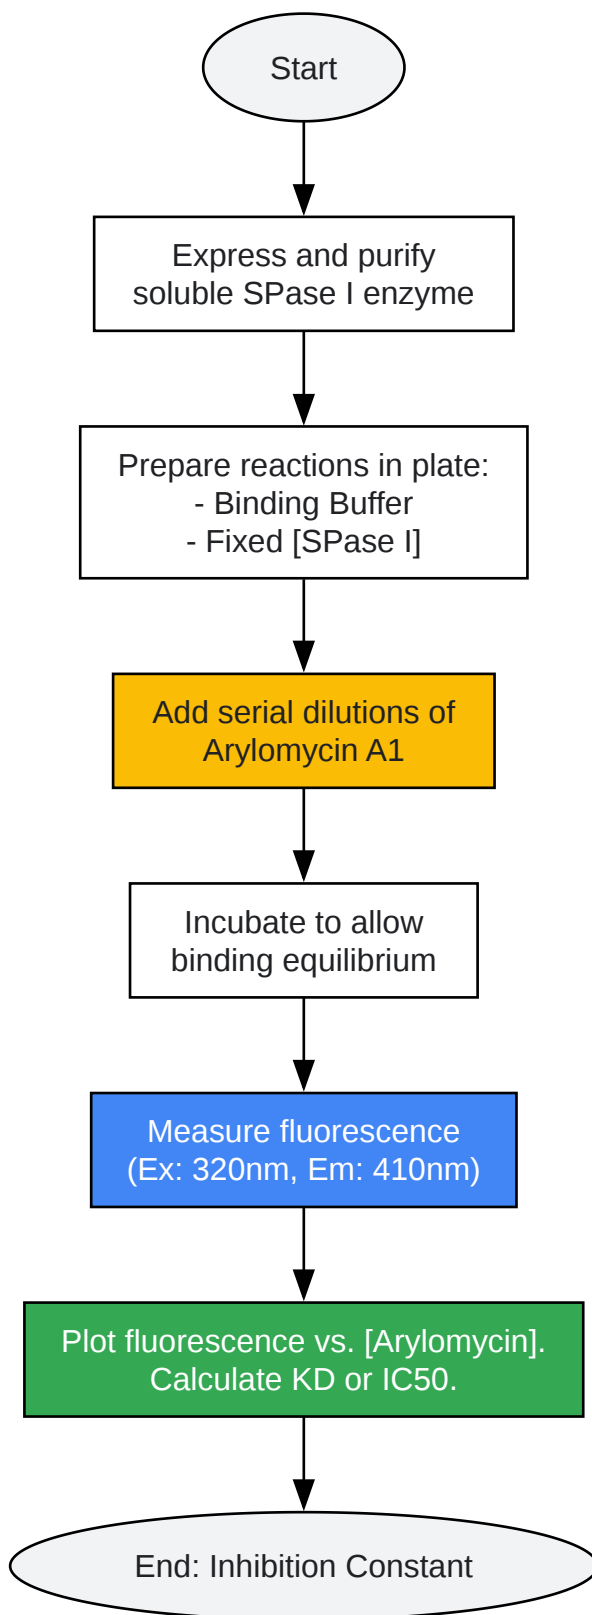 Start
Express and purify
soluble SPase I enzyme
Prepare reactions in plate:
- Binding Buffer
- Fixed [SPase I]
Add serial dilutions of
Arylomycin A1
Incubate to allow
binding equilibrium
Measure fluorescence
(Ex: 320nm, Em: 410nm)
Plot fluorescence vs. [Arylomycin].
Calculate KD or IC50.
End: Inhibition Constant